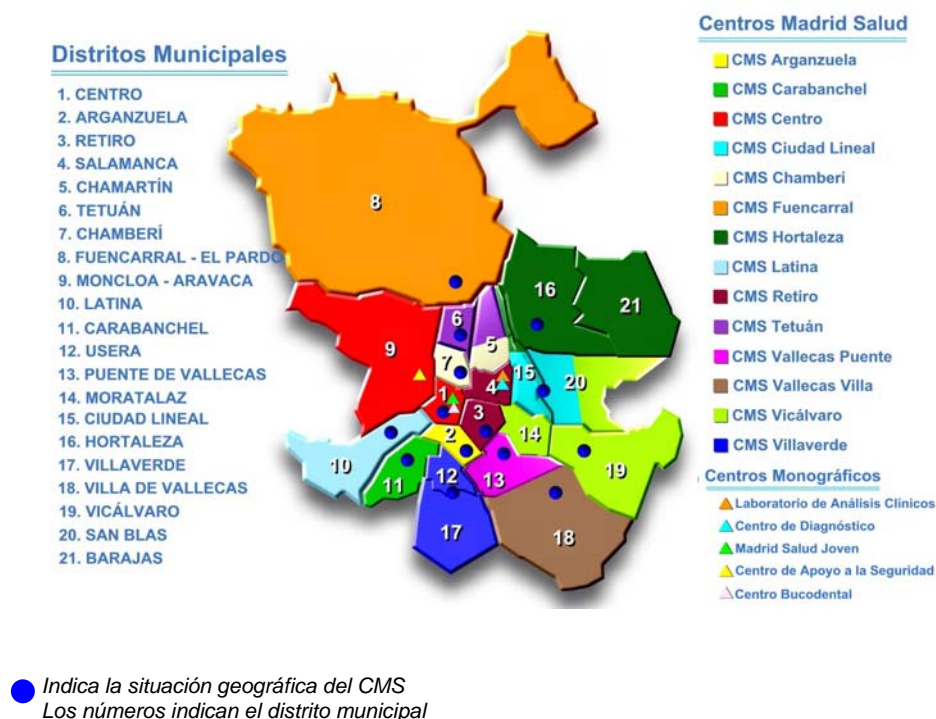 Distritos Municipales
1. CENTRO
2. ARGANZUELA
3. RETIRO
4. SALAMANCA
5. CHAMARTÍN
6. TETUÁN
7. CHAMBERÍ
8. FUENCARRAL - EL PARDO
9. MONCLOA - ARAVACA
10. LATINA
11. CARABANCHEL
12. USERA
13. PUENTE DE VALLECAS
14. MORATALAZ
15. CIUDAD LINEAL
16. HORTALEZA
17. VILLAVERDE
18. VILLA DE VALLECAS
19. VICÁLVARO
20. SAN BLAS
21. BARAJAS
8
16
21
6
5
9
7
15
20
4
1
3
2
14
10
11
12
13
19
17
18
Centros Madrid Salud
CMS Arganzuela
CMS Carabanchel
CMS Centro
CMS Ciudad Lineal
CMS Chamberí
CMS Fuencarral
CMS Hortaleza
CMS Latina
CMS Retiro
CMS Tetuán
CMS Vallecas Puente
CMS Vallecas Villa
CMS Vicálvaro
CMS Villaverde
Centros Monográficos
Laboratorio de Análisis Clínicos
Centro de Diagnóstico
Madrid Salud Joven
Centro de Apoyo a la Seguridad
Centro Bucodental
Indica la situación geográfica del CMS
Los números indican el distrito municipal